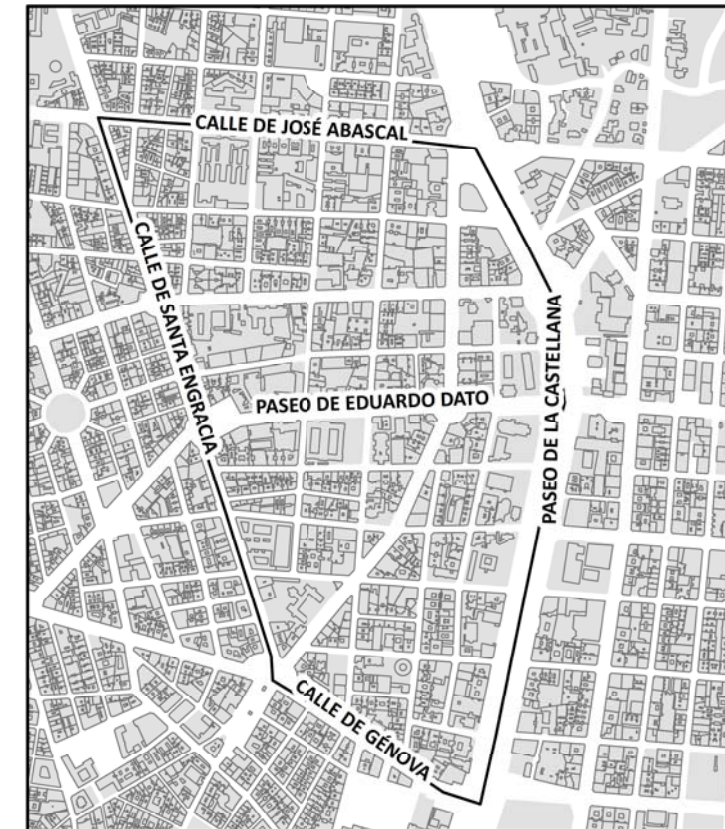 CALLE DE JOSÉ ABASCAL
CALLE DE SANTA ENGRACIA
PASEO DE LA CASTELLANA
PASEO DE EDUARDO DATO
CALLE DE GÉNOVA